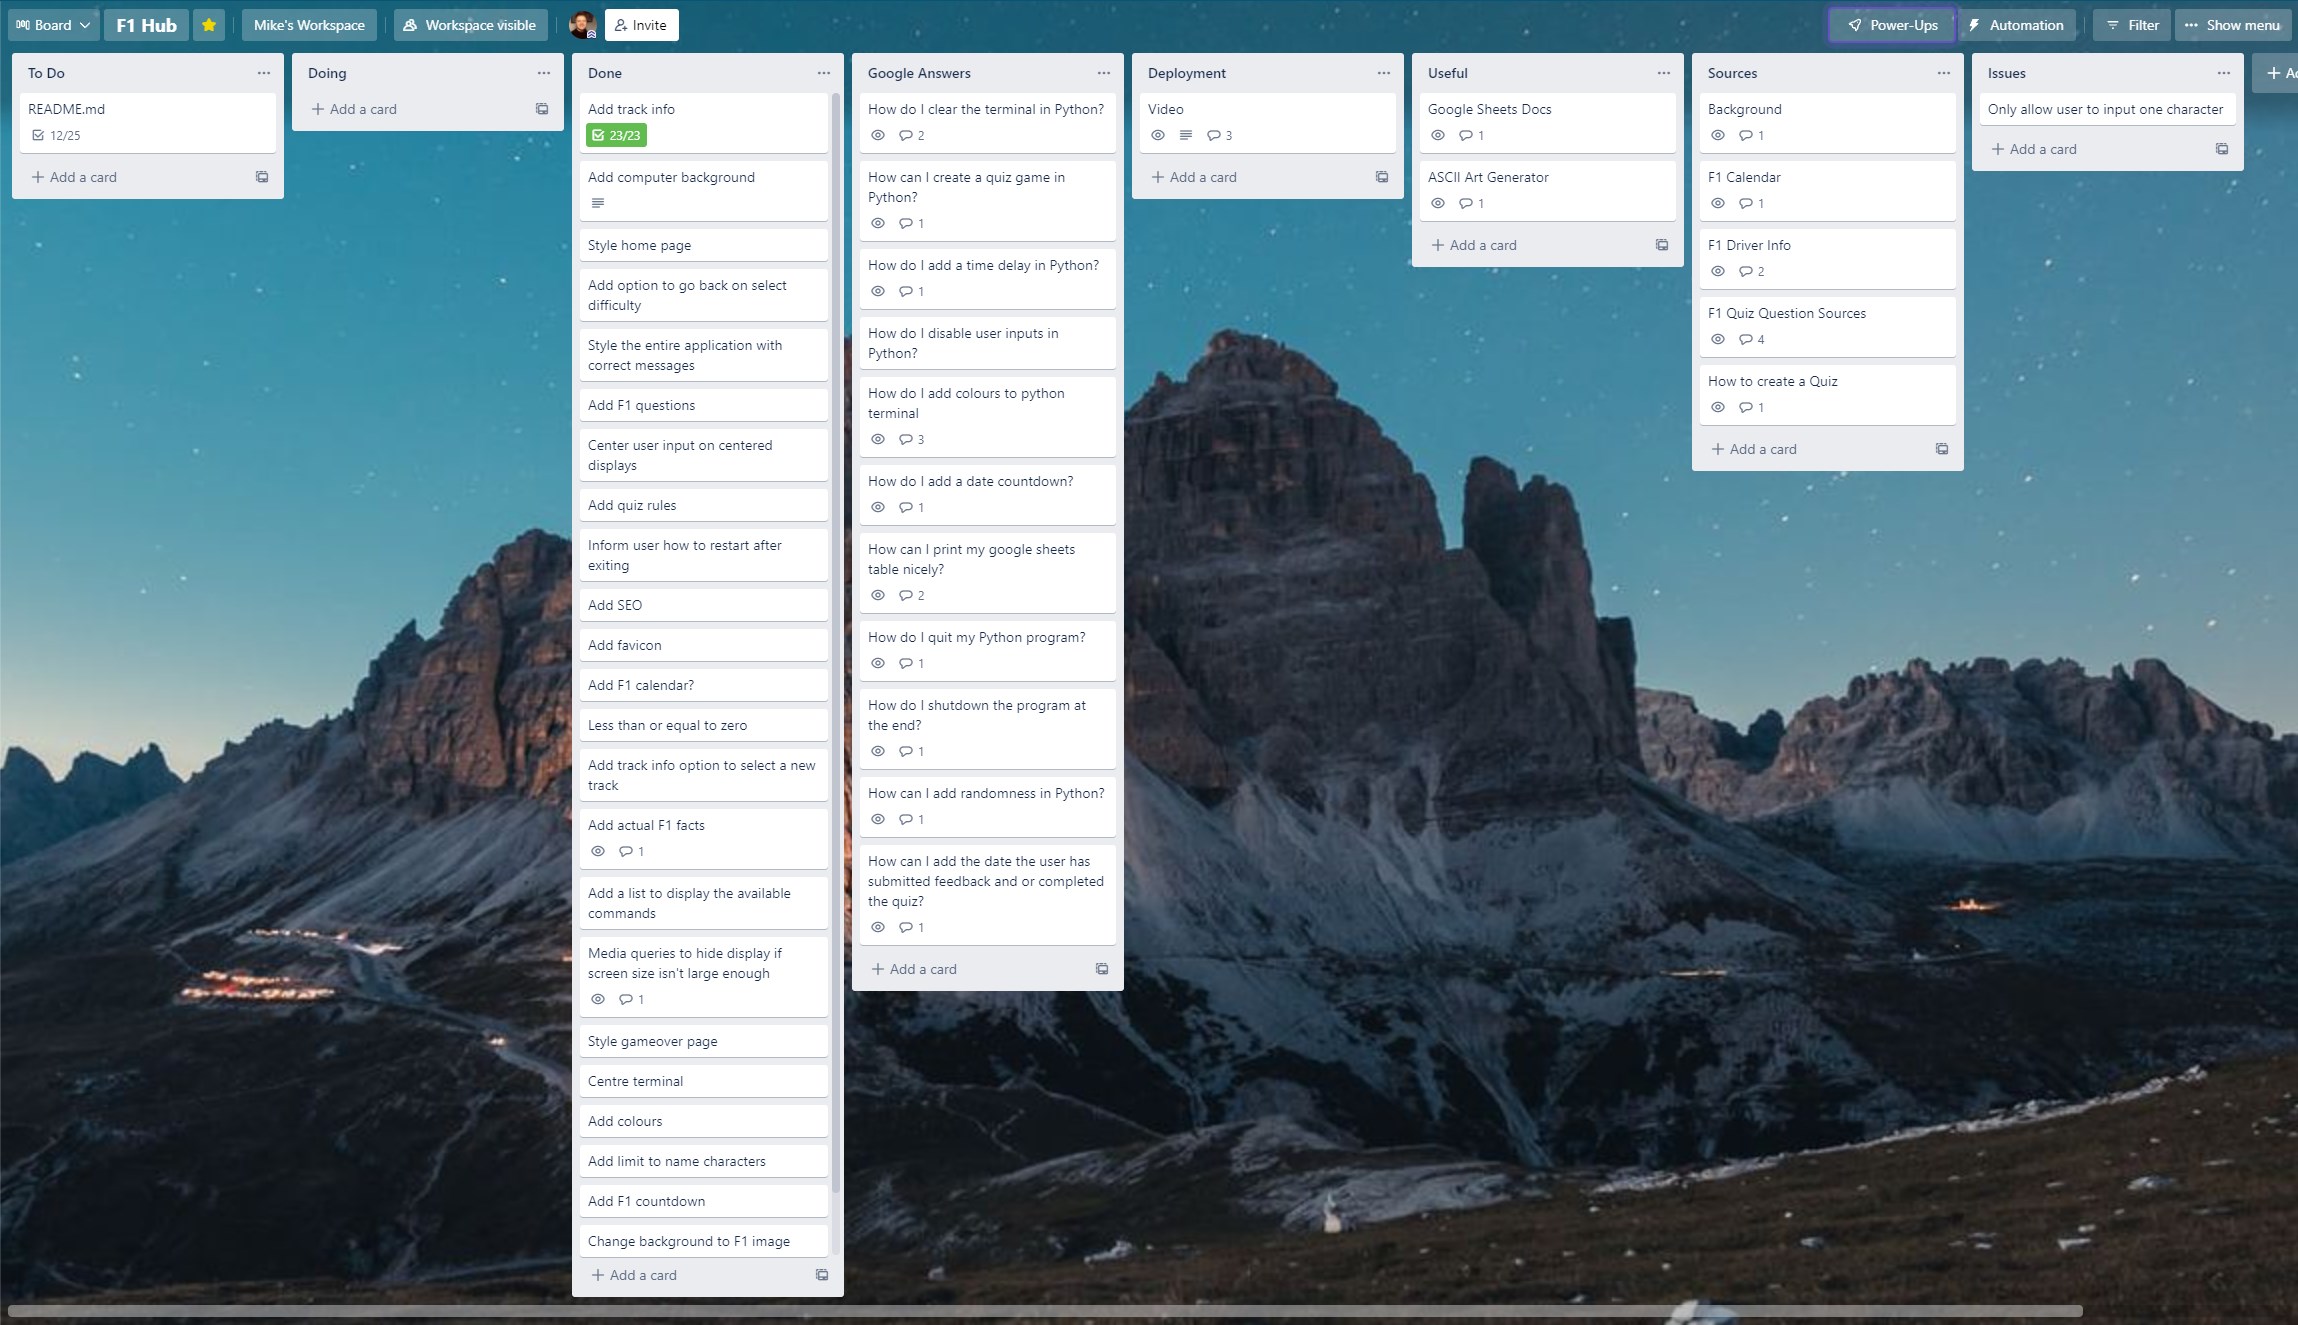 Board
F1 Hub
Mike's Workspace
Workspace visible
Invite
Power-Ups
Automation
Filter
Show menu
To Do
README.md
12/25
Add a card
Doing
Add a card
Done
Add track info
23/23
Add computer background
Style home page
Add option to go back on select
difficulty
Style the entire application with
correct messages
Add F1 questions
Center user input on centered
displays
Add quiz rules
Inform user how to restart after
exiting
Add SEO
Add favicon
Add F1 calendar?
Less than or equal to zero
Add track info option to select a new
track
Add actual F1 facts
1
Add a list to display the available
commands
Media queries to hide display if
screen size isn't large enough
1
Style gameover page
Centre terminal
Add colours
Add limit to name characters
Add F1 countdown
Change background to F1 image
Add a card
Google Answers
How do I clear the terminal in Python?
2
How can I create a quiz game in
Python?
1
How do I add a time delay in Python?
1
How do I disable user inputs in
Python?
How do I add colours to python
terminal
3
How do I add a date countdown?
1
How can I print my google sheets
table nicely?
2
How do I quit my Python program?
1
How do I shutdown the program at
the end?
1
How can I add randomness in Python?
1
How can I add the date the user has
submitted feedback and or completed
the quiz?
1
Add a card
Deployment
Video
3
Add a card
Useful
Google Sheets Docs
1
ASCII Art Generator
1
Add a card
Sources
Background
1
F1 Calendar
1
F1 Driver Info
2
F1 Quiz Question Sources
4
How to create a Quiz
1
Add a card
Issues
Only allow user to input one character
Add a card